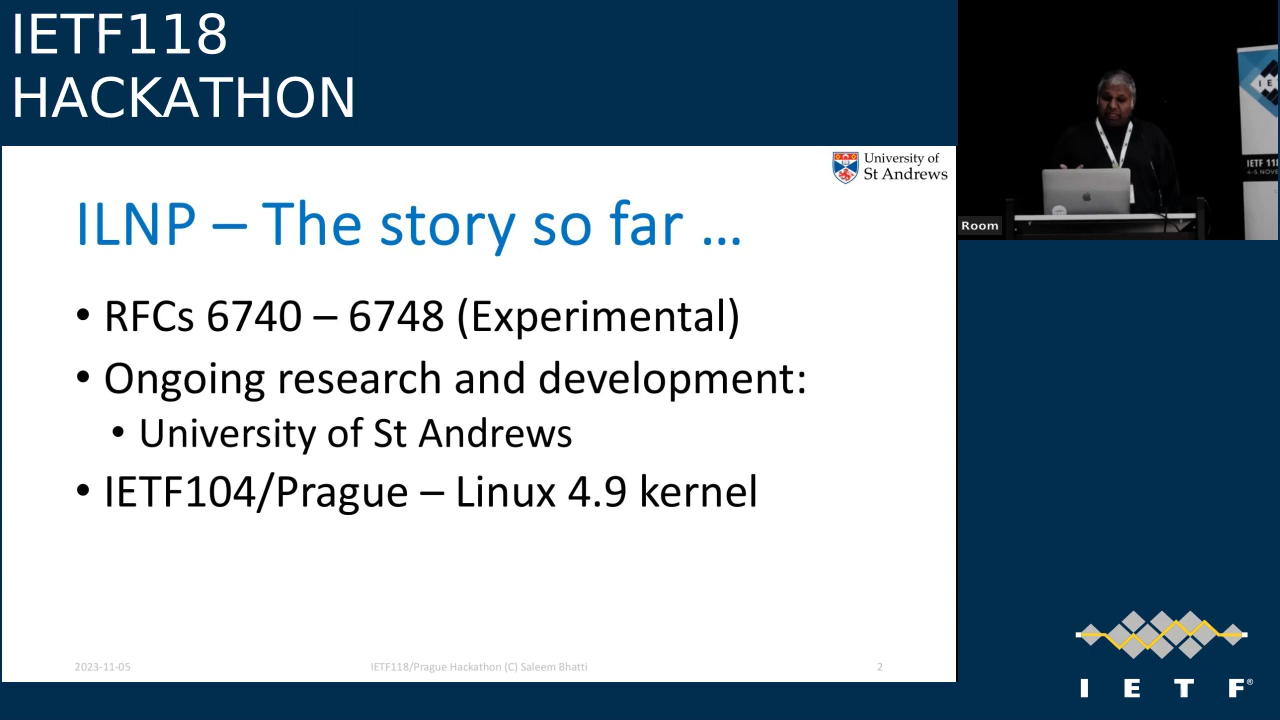 IETF118
HACKATHON
University of
St Andrews
ILNP – The story so far ...
• RFCs 6740 – 6748 (Experimental)
• Ongoing research and development:
• University of St Andrews
• IETF104/Prague – Linux 4.9 kernel
2023-11-05
IETF118/Prague Hackathon (C) Saleem Bhatti
2
Room
IETF 118
I E T F®